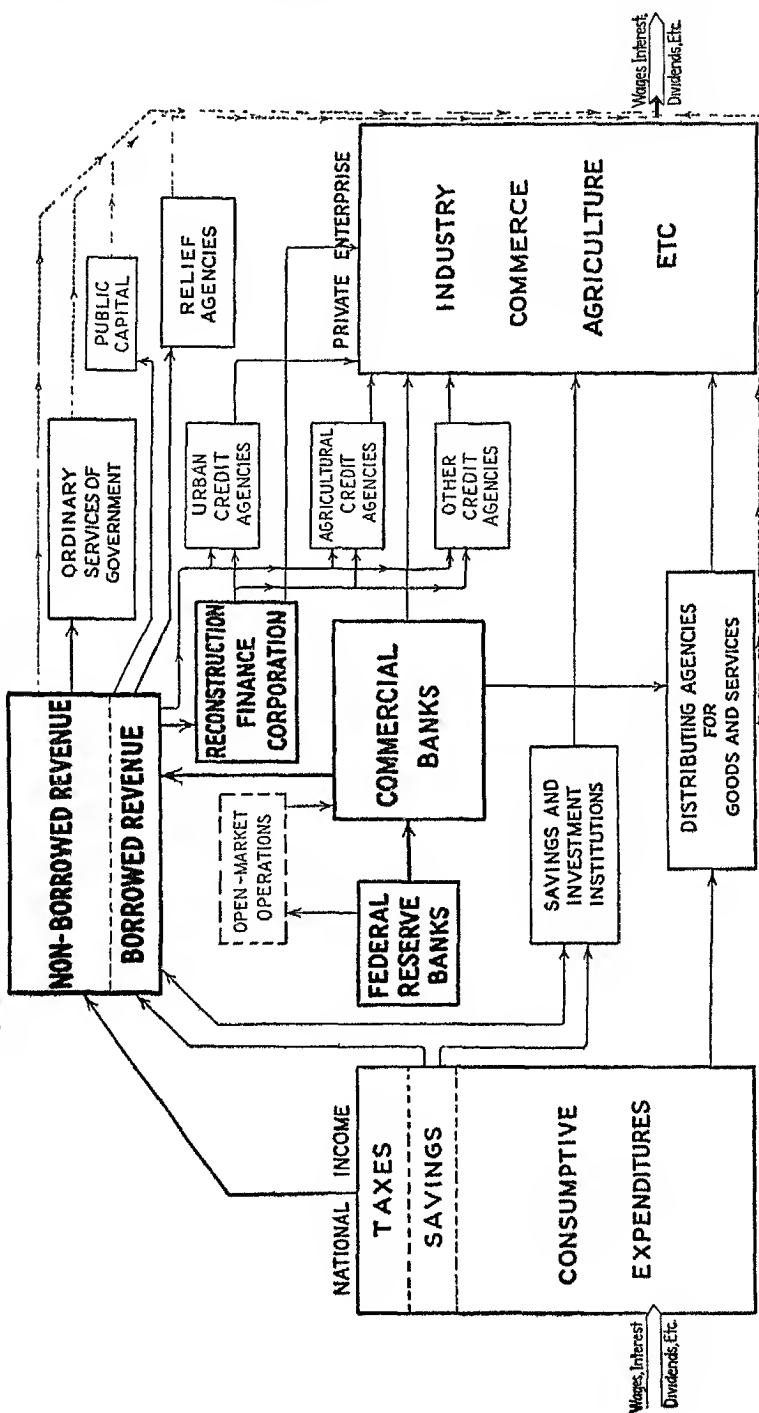 NON-BORROWED REVENUE
BORROWED REVENUE
ORDINARY
SERVICES OF
GOVERNMENT
PUBLIC
CAPITAL
RELIEF
AGENCIES
RECONSTRUCTION
FINANCE
CORPORATION
URBAN
CREDIT
AGENCIES
AGRICULTURAL
CREDIT
AGENCIES
OTHER
CREDIT
AGENCIES
OPEN-MARKET
OPERATIONS
FEDERAL
RESERVE
BANKS
COMMERCIAL
BANKS
NATIONAL INCOME
TAXES
SAVINGS
CONSUMPTIVE
EXPENDITURES
Wages, Interest
Dividends, Etc.
SAVINGS AND
INVESTMENT
INSTITUTIONS
DISTRIBUTING AGENCIES
FOR
GOODS AND SERVICES
PRIVATE ENTERPRISE
INDUSTRY
COMMERCE
AGRICULTURE
ETC
Wages Interest,
Dividends, Etc.